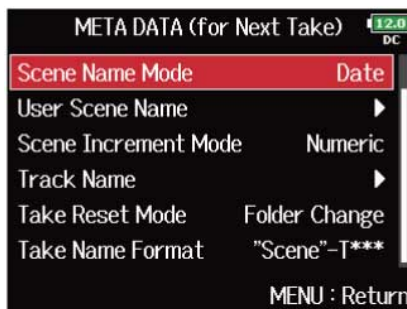 META DATA (for Next Take) 12.0
DC
Scene Name Mode Date
User Scene Name
Scene Increment Mode Numeric
Track Name
Take Reset Mode Folder Change
Take Name Format "Scene"-T***
MENU : Return